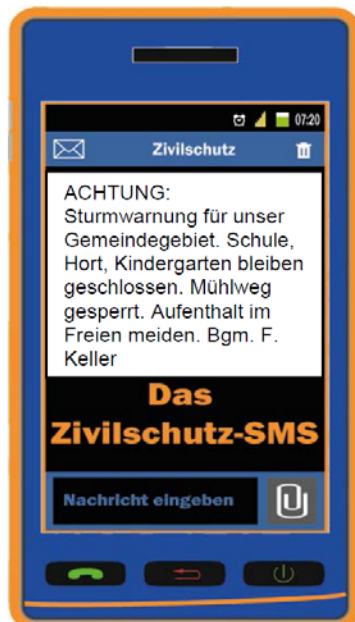 07:20
Zivilschutz
ACHTUNG:
Sturmwarnung für unser
Gemeindegebiet. Schule,
Hort, Kindergarten bleiben
geschlossen. Mühlweg
gesperrt. Aufenthalt im
Freien meiden. Bgm. F.
Keller
Das
Zivilschutz-SMS
Nachricht eingeben